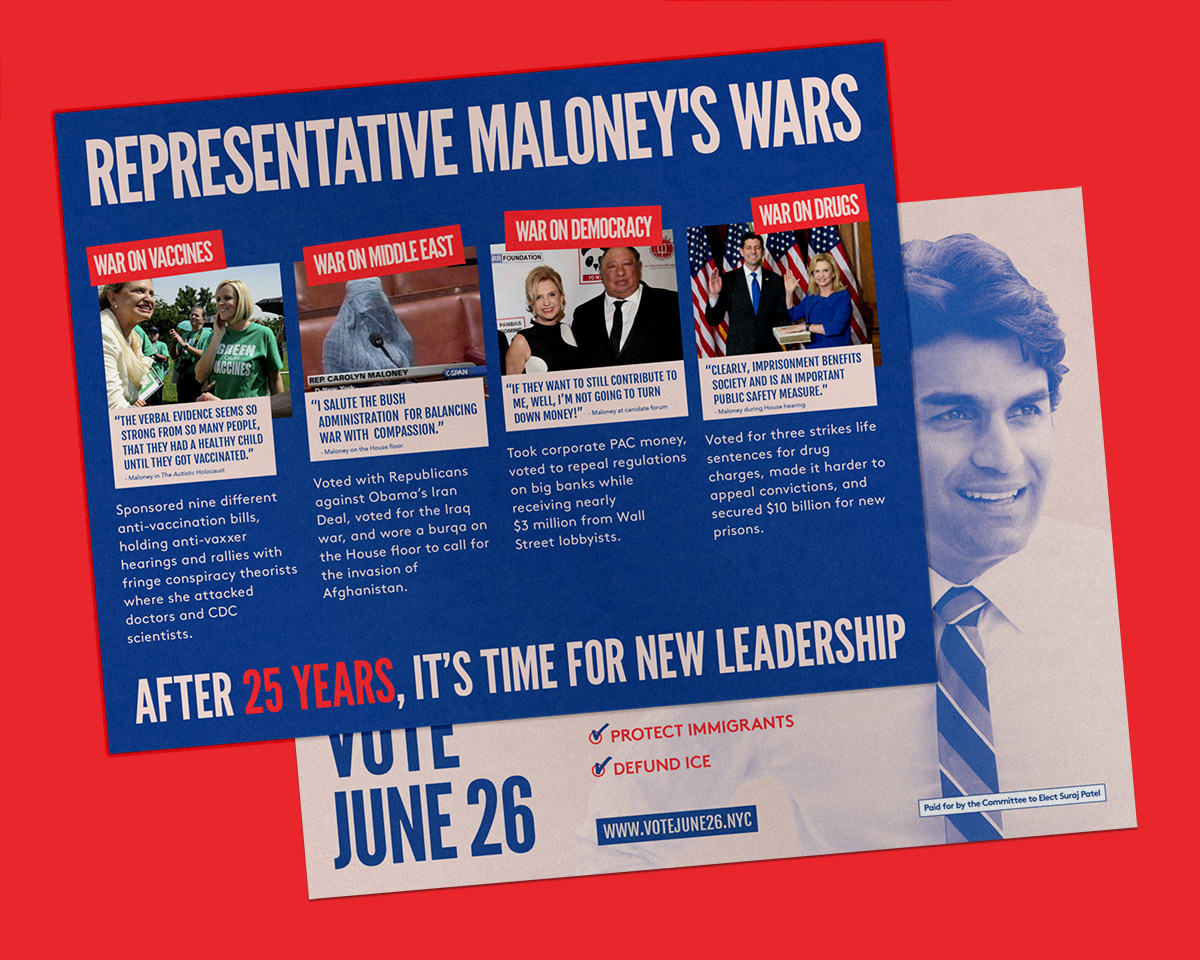 REPRESENTATIVE MALONEY'S WARS
WAR ON VACCINES
GREEN
OUR
VACCINES
"THE VERBAL EVIDENCE SEEMS SO
STRONG FROM SO MANY PEOPLE,
THAT THEY HAD A HEALTHY CHILD
UNTIL THEY GOT VACCINATED."
- Maloney in The Autistic Holocaust
Sponsored nine different
anti-vaccination bills,
holding anti-vaxxer
hearings and rallies with
fringe conspiracy theorists
where she attacked
doctors and CDC
scientists.
WAR ON MIDDLE EAST
REP. CAROLYN MALONEY
C-SPAN
"I SALUTE THE BUSH
ADMINISTRATION FOR BALANCING
WAR WITH COMPASSION."
- Maloney on the House floor
Voted with Republicans
against Obama's Iran
Deal, voted for the Iraq
war, and wore a burqa on
the House floor to call for
the invasion of
Afghanistan.
WAR ON DEMOCRACY
FOUNDATION
PANDAS
"IF THEY WANT TO STILL CONTRIBUTE TO
ME, WELL, I'M NOT GOING TO TURN
DOWN MONEY!" - Maloney at canidate forum
Took corporate PAC money,
voted to repeal regulations
on big banks while
receiving nearly
$3 million from Wall
Street lobbyists.
WAR ON DRUGS
"CLEARLY, IMPRISONMENT BENEFITS
SOCIETY AND IS AN IMPORTANT
PUBLIC SAFETY MEASURE."
- Maloney during House hearing
Voted for three strikes life
sentences for drug
charges, made it harder to
appeal convictions, and
secured $10 billion for new
prisons.
AFTER 25 YEARS, IT'S TIME FOR NEW LEADERSHIP
VOTE
JUNE 26
PROTECT IMMIGRANTS
DEFUND ICE
WWW.VOTEJUNE26.NYC
Paid for by the Committee to Elect Suraj Patel